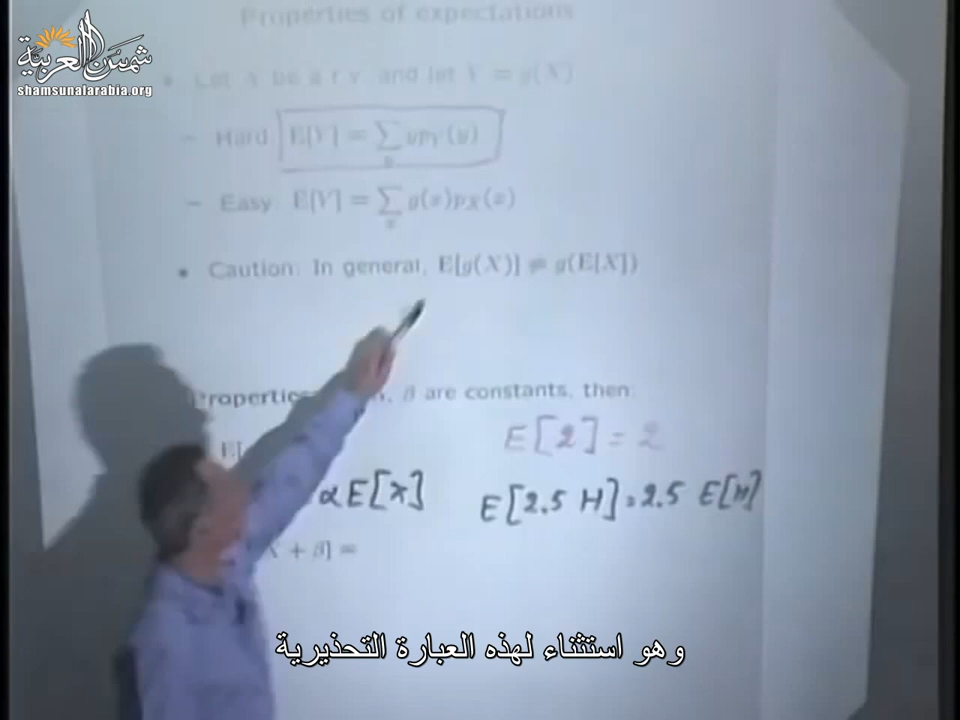 شمس العربية
shamsunalarabia.org
Properties of expectations
• Let X be a r.v. and let Y = g(X)
– Hard: E[Y] = ∑ y pY(y)
y
– Easy: E[Y] = ∑ g(x)pX(x)
x
• Caution: In general, E[g(X)] ≠ g(E[X])
Properties: β are constants, then:
E[
E[2] = 2
αE[X]
E[2.5 H] = 2.5 E[H]
X + β] =
وهو استثناء لهذه العبارة التحذيرية